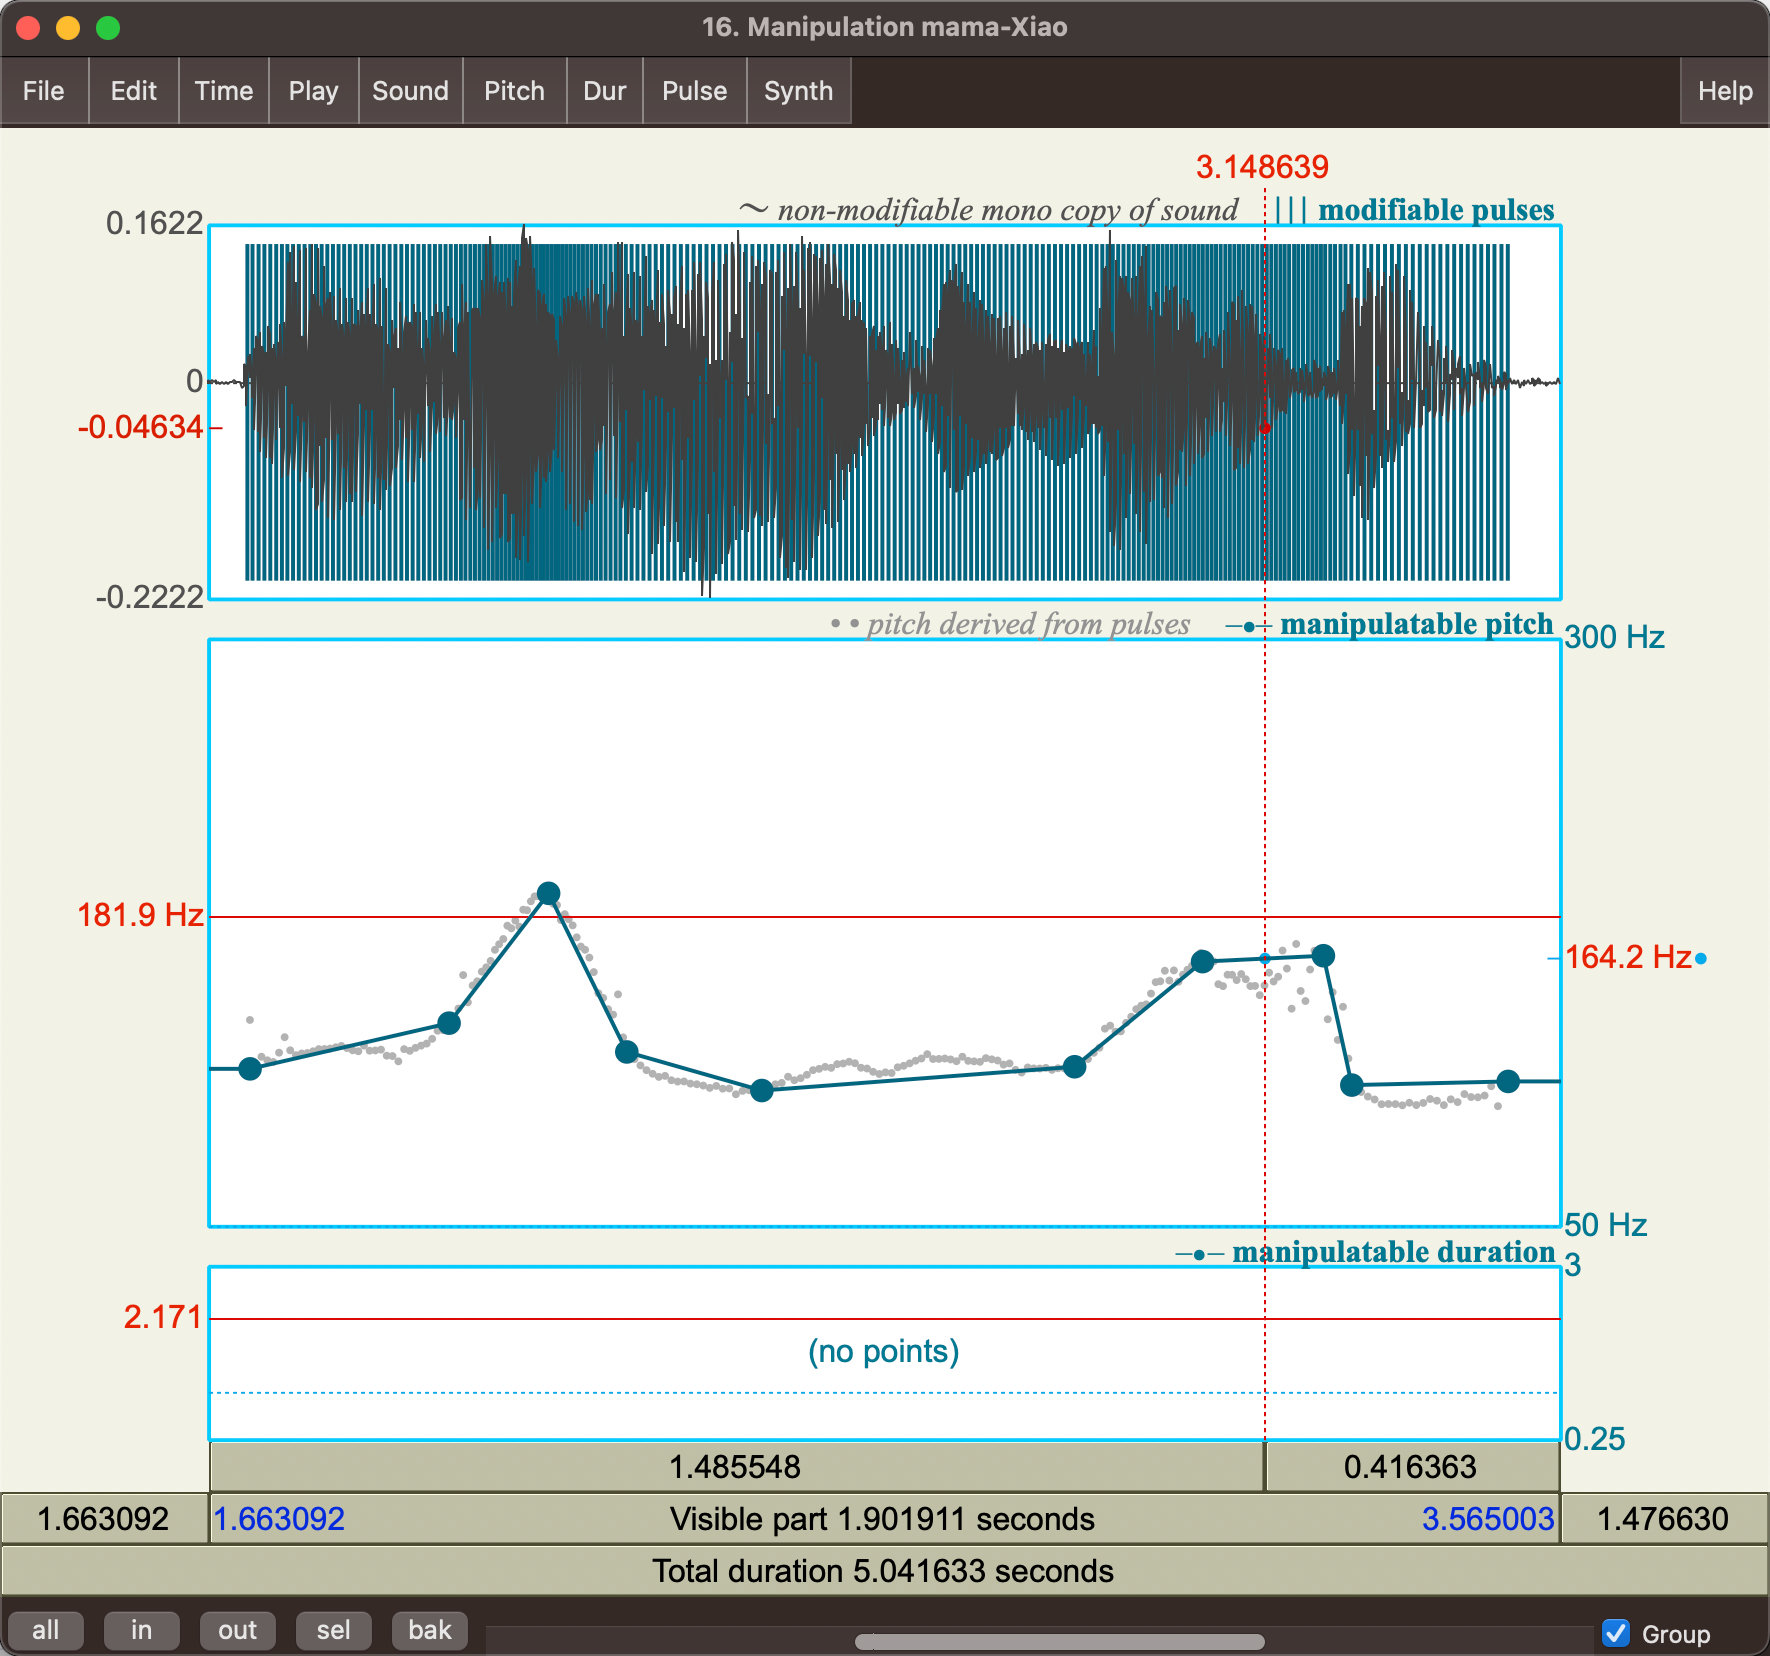 16. Manipulation mama-Xiao
File Edit Time Play Sound Pitch Dur Pulse Synth Help
3.148639
~ non-modifiable mono copy of sound ||| modifiable pulses
0.1622
0
-0.04634
-0.2222
•• pitch derived from pulses –•– manipulatable pitch
300 Hz
181.9 Hz
164.2 Hz•
50 Hz
–•– manipulatable duration
3
2.171
(no points)
0.25
1.485548 0.416363
1.663092 1.663092 Visible part 1.901911 seconds 3.565003 1.476630
Total duration 5.041633 seconds
all in out sel bak Group